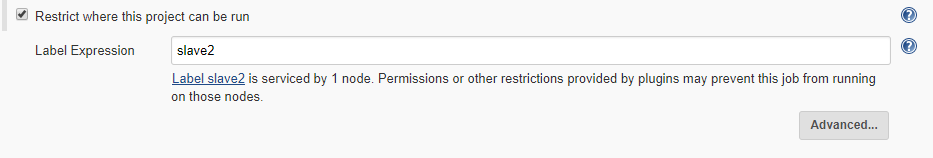 Restrict where this project can be run
Label Expression
slave2
Label slave2 is serviced by 1 node. Permissions or other restrictions provided by plugins may prevent this job from running
on those nodes.
Advanced...